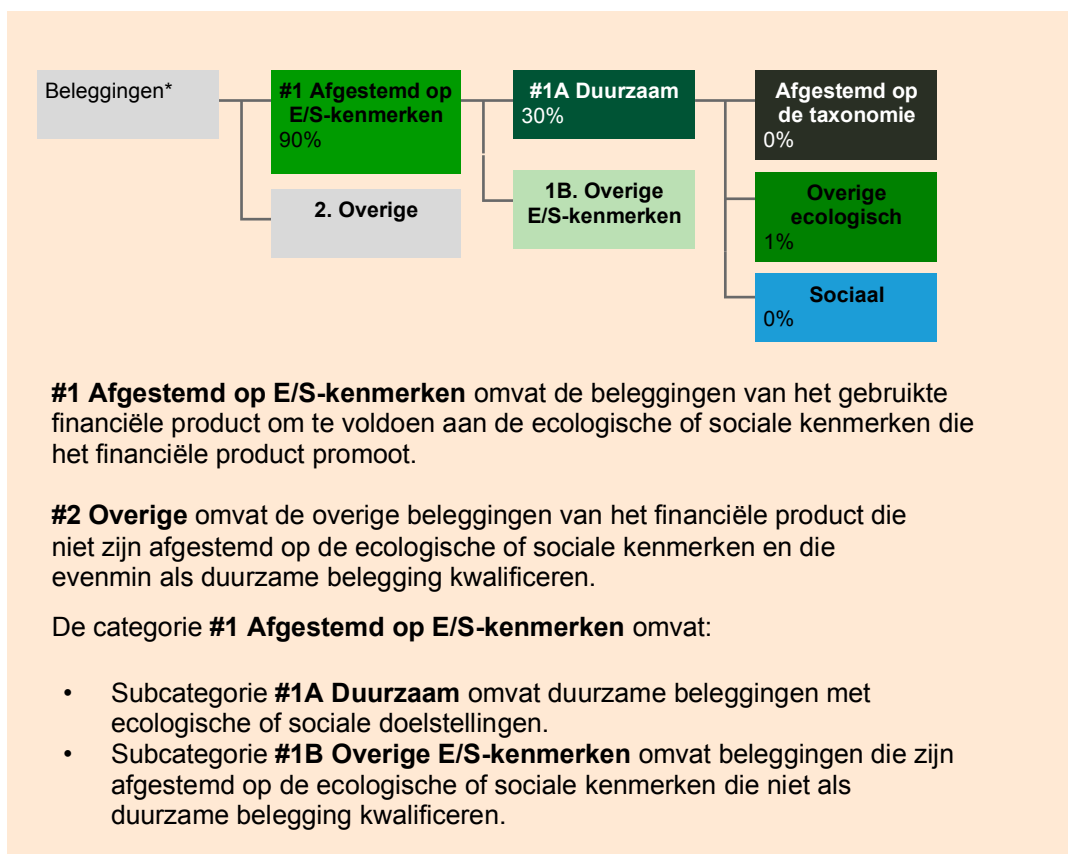 Beleggingen*
#1 Afgestemd op
E/S-kenmerken
90%
2. Overige
#1A Duurzaam
30%
1B. Overige
E/S-kenmerken
Afgestemd op
de taxonomie
0%
Overige
ecologisch
1%
Sociaal
0%
#1 Afgestemd op E/S-kenmerken omvat de beleggingen van het gebruikte
financiële product om te voldoen aan de ecologische of sociale kenmerken die
het financiële product promoot.
#2 Overige omvat de overige beleggingen van het financiële product die
niet zijn afgestemd op de ecologische of sociale kenmerken en die
evenmin als duurzame belegging kwalificeren.
De categorie #1 Afgestemd op E/S-kenmerken omvat:
• Subcategorie #1A Duurzaam omvat duurzame beleggingen met
ecologische of sociale doelstellingen.
• Subcategorie #1B Overige E/S-kenmerken omvat beleggingen die zijn
afgestemd op de ecologische of sociale kenmerken die niet als
duurzame belegging kwalificeren.